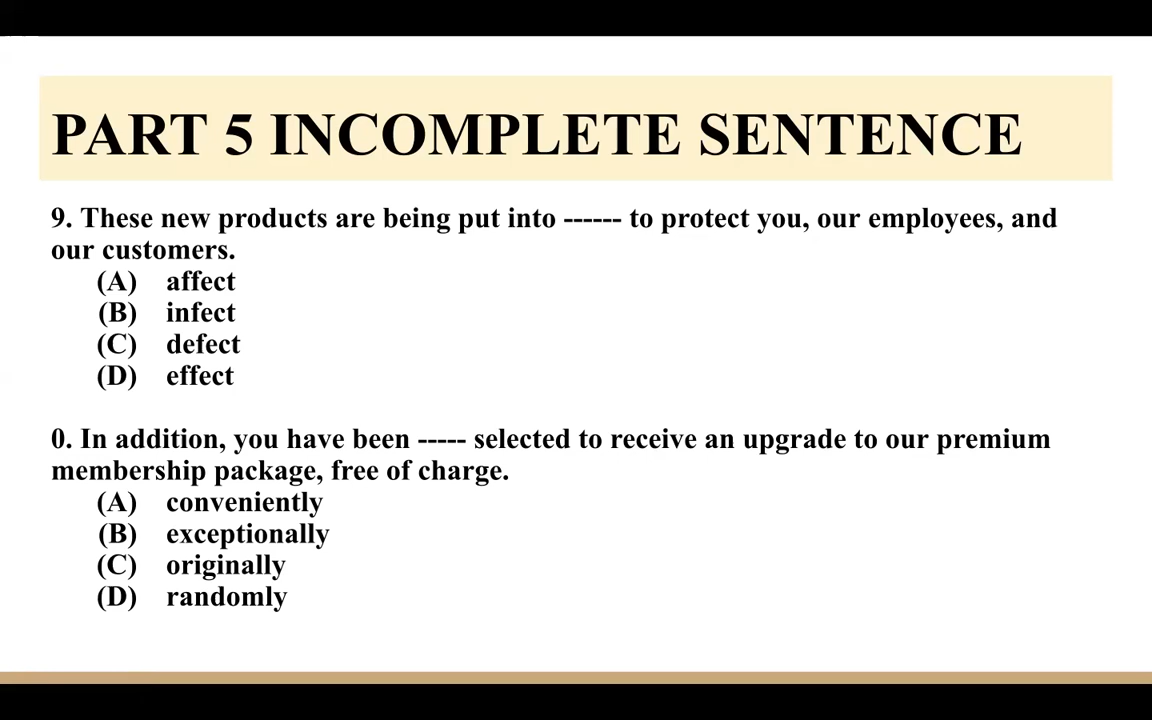 PART 5 INCOMPLETE SENTENCE
9. These new products are being put into ------ to protect you, our employees, and
our customers.
(A) affect
(B) infect
(C) defect
(D) effect
0. In addition, you have been ----- selected to receive an upgrade to our premium
membership package, free of charge.
(A) conveniently
(B) exceptionally
(C) originally
(D) randomly